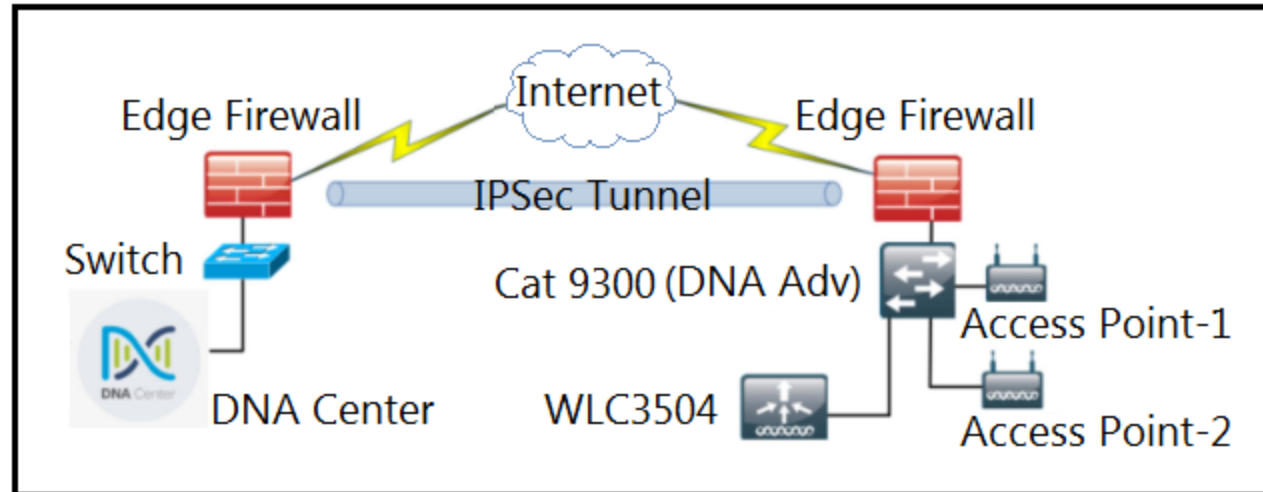 Internet
Edge Firewall
Edge Firewall
IPSec Tunnel
Switch
Cat 9300 (DNA Adv)
Access Point-1
DNA Center
DNA Center
WLC3504
Access Point-2